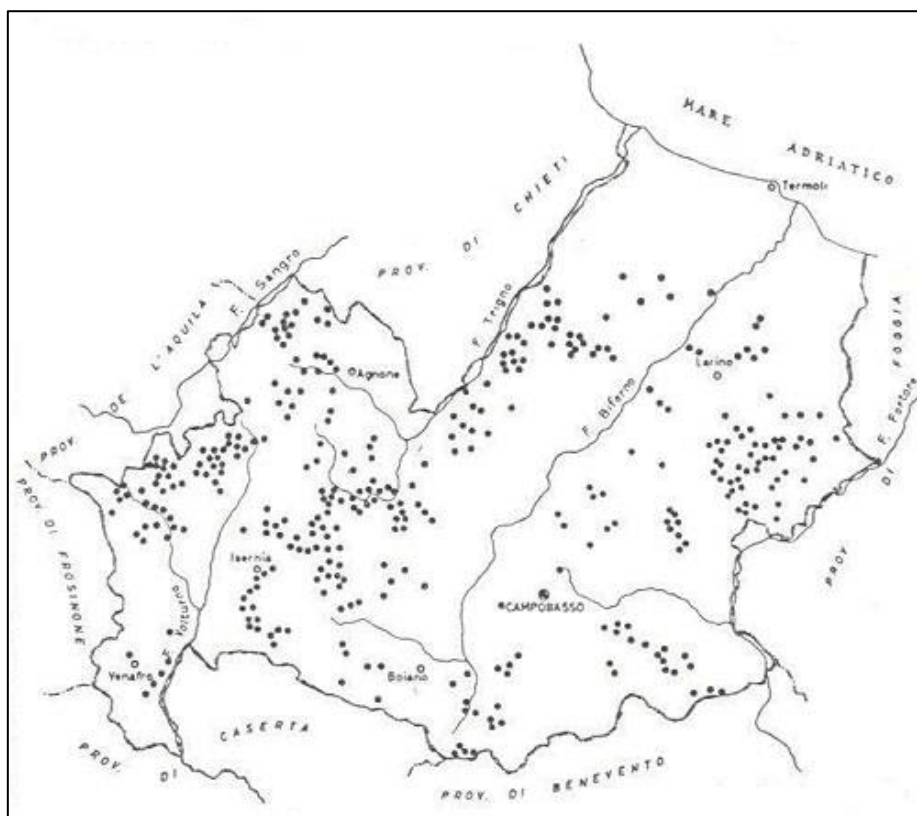 MARE
ADRIATICO
Termoli
PROV. DI CHIETI
F. Sangro
F. Trigno
PROV. DE L'AQUILA
Agnone
Larino
F. Biferno
PROV. DI FOGGIA
F. Fortore
PROV. DI FROSINONE
Isernia
CAMPOBASSO
F. Volturno
Venafro
Boiano
PROV. DI CASERTA
PROV. DI BENEVENTO